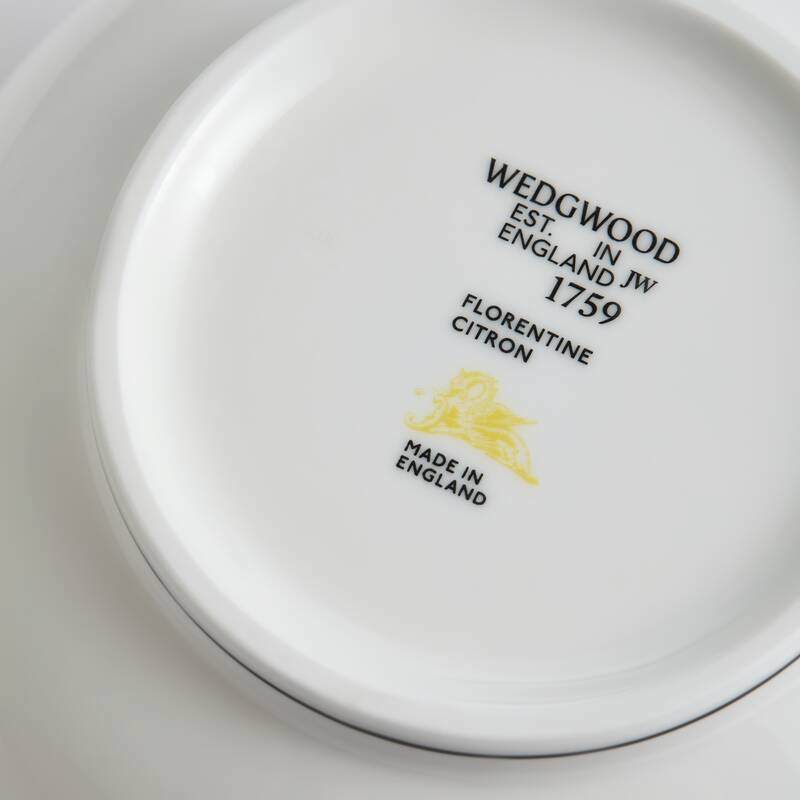 WEDGWOOD
EST. IN
ENGLAND JW
1759
FLORENTINE
CITRON
MADE IN
ENGLAND